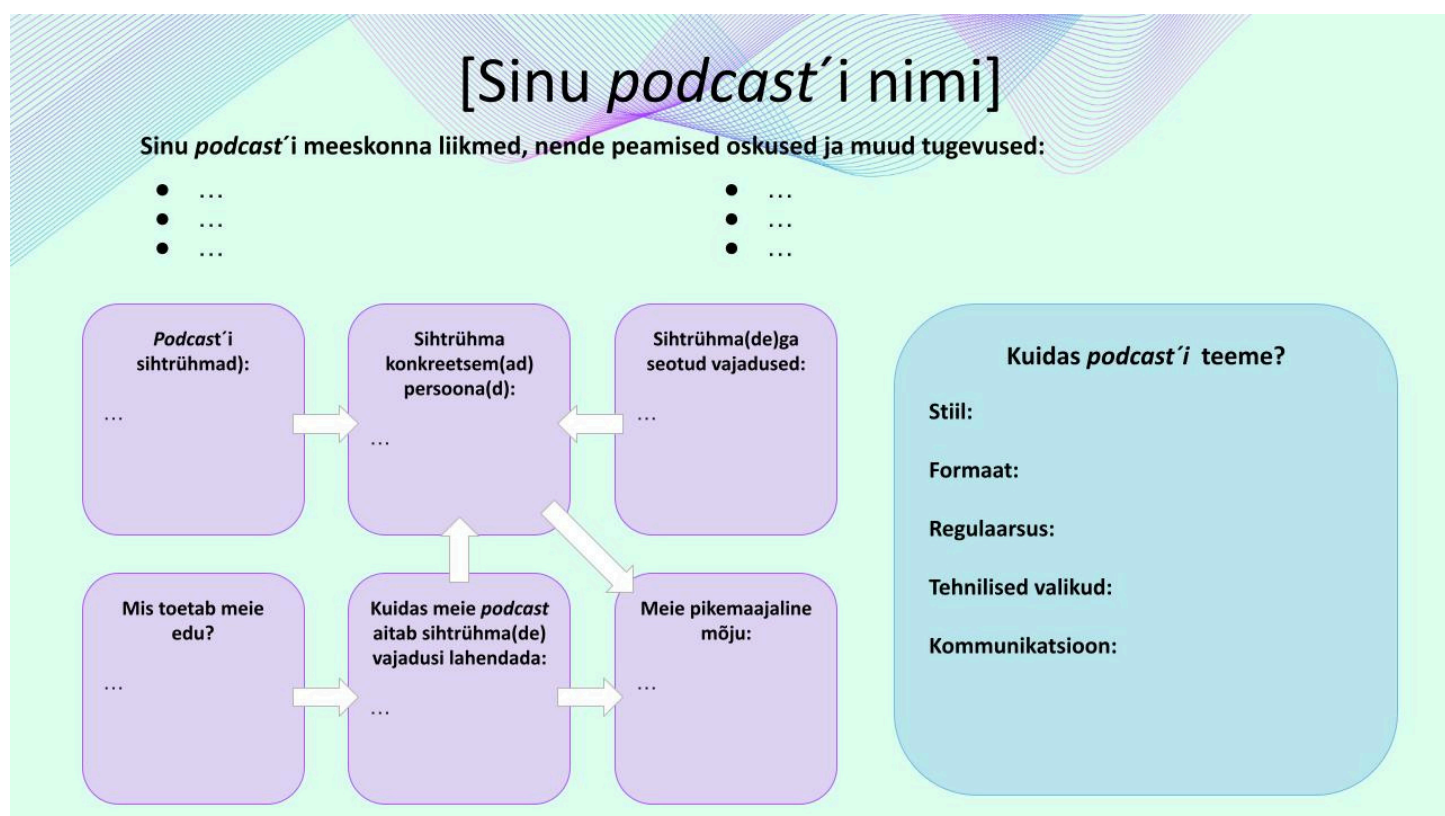 [Sinu podcast´i nimi]
Sinu podcast´i meeskonna liikmed, nende peamised oskused ja muud tugevused:
● …
● …
● …
● …
● …
● …
Podcast´i
sihtrühmad):
…
Sihtrühma
konkreetsem(ad)
persoona(d):
…
Sihtrühma(de)ga
seotud vajadused:
…
Mis toetab meie
edu?
…
Kuidas meie podcast
aitab sihtrühma(de)
vajadusi lahendada:
…
Meie pikemaajaline
mõju:
…
Kuidas podcast´i teeme?
Stiil:
Formaat:
Regulaarsus:
Tehnilised valikud:
Kommunikatsioon: